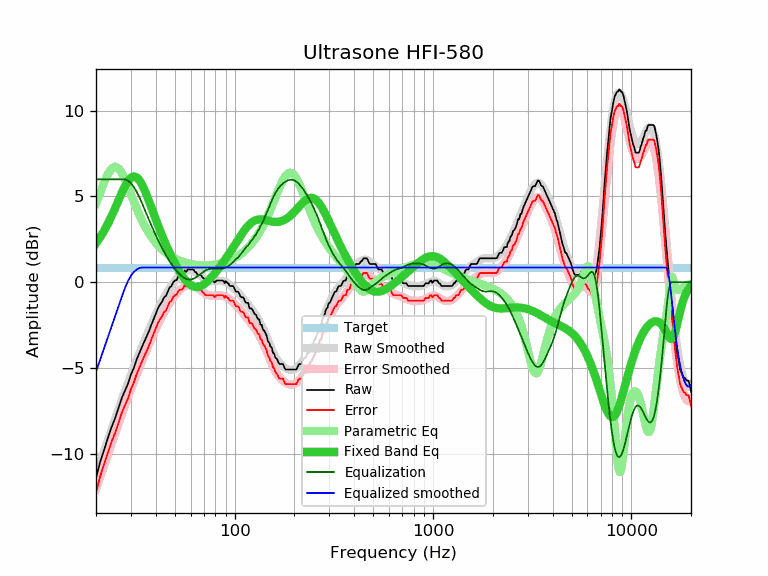 Ultrasone HFI-580
Amplitude (dBr)
10
5
0
−5
−10
Target
Raw Smoothed
Error Smoothed
Raw
Error
Parametric Eq
Fixed Band Eq
Equalization
Equalized smoothed
100 1000 10000
Frequency (Hz)